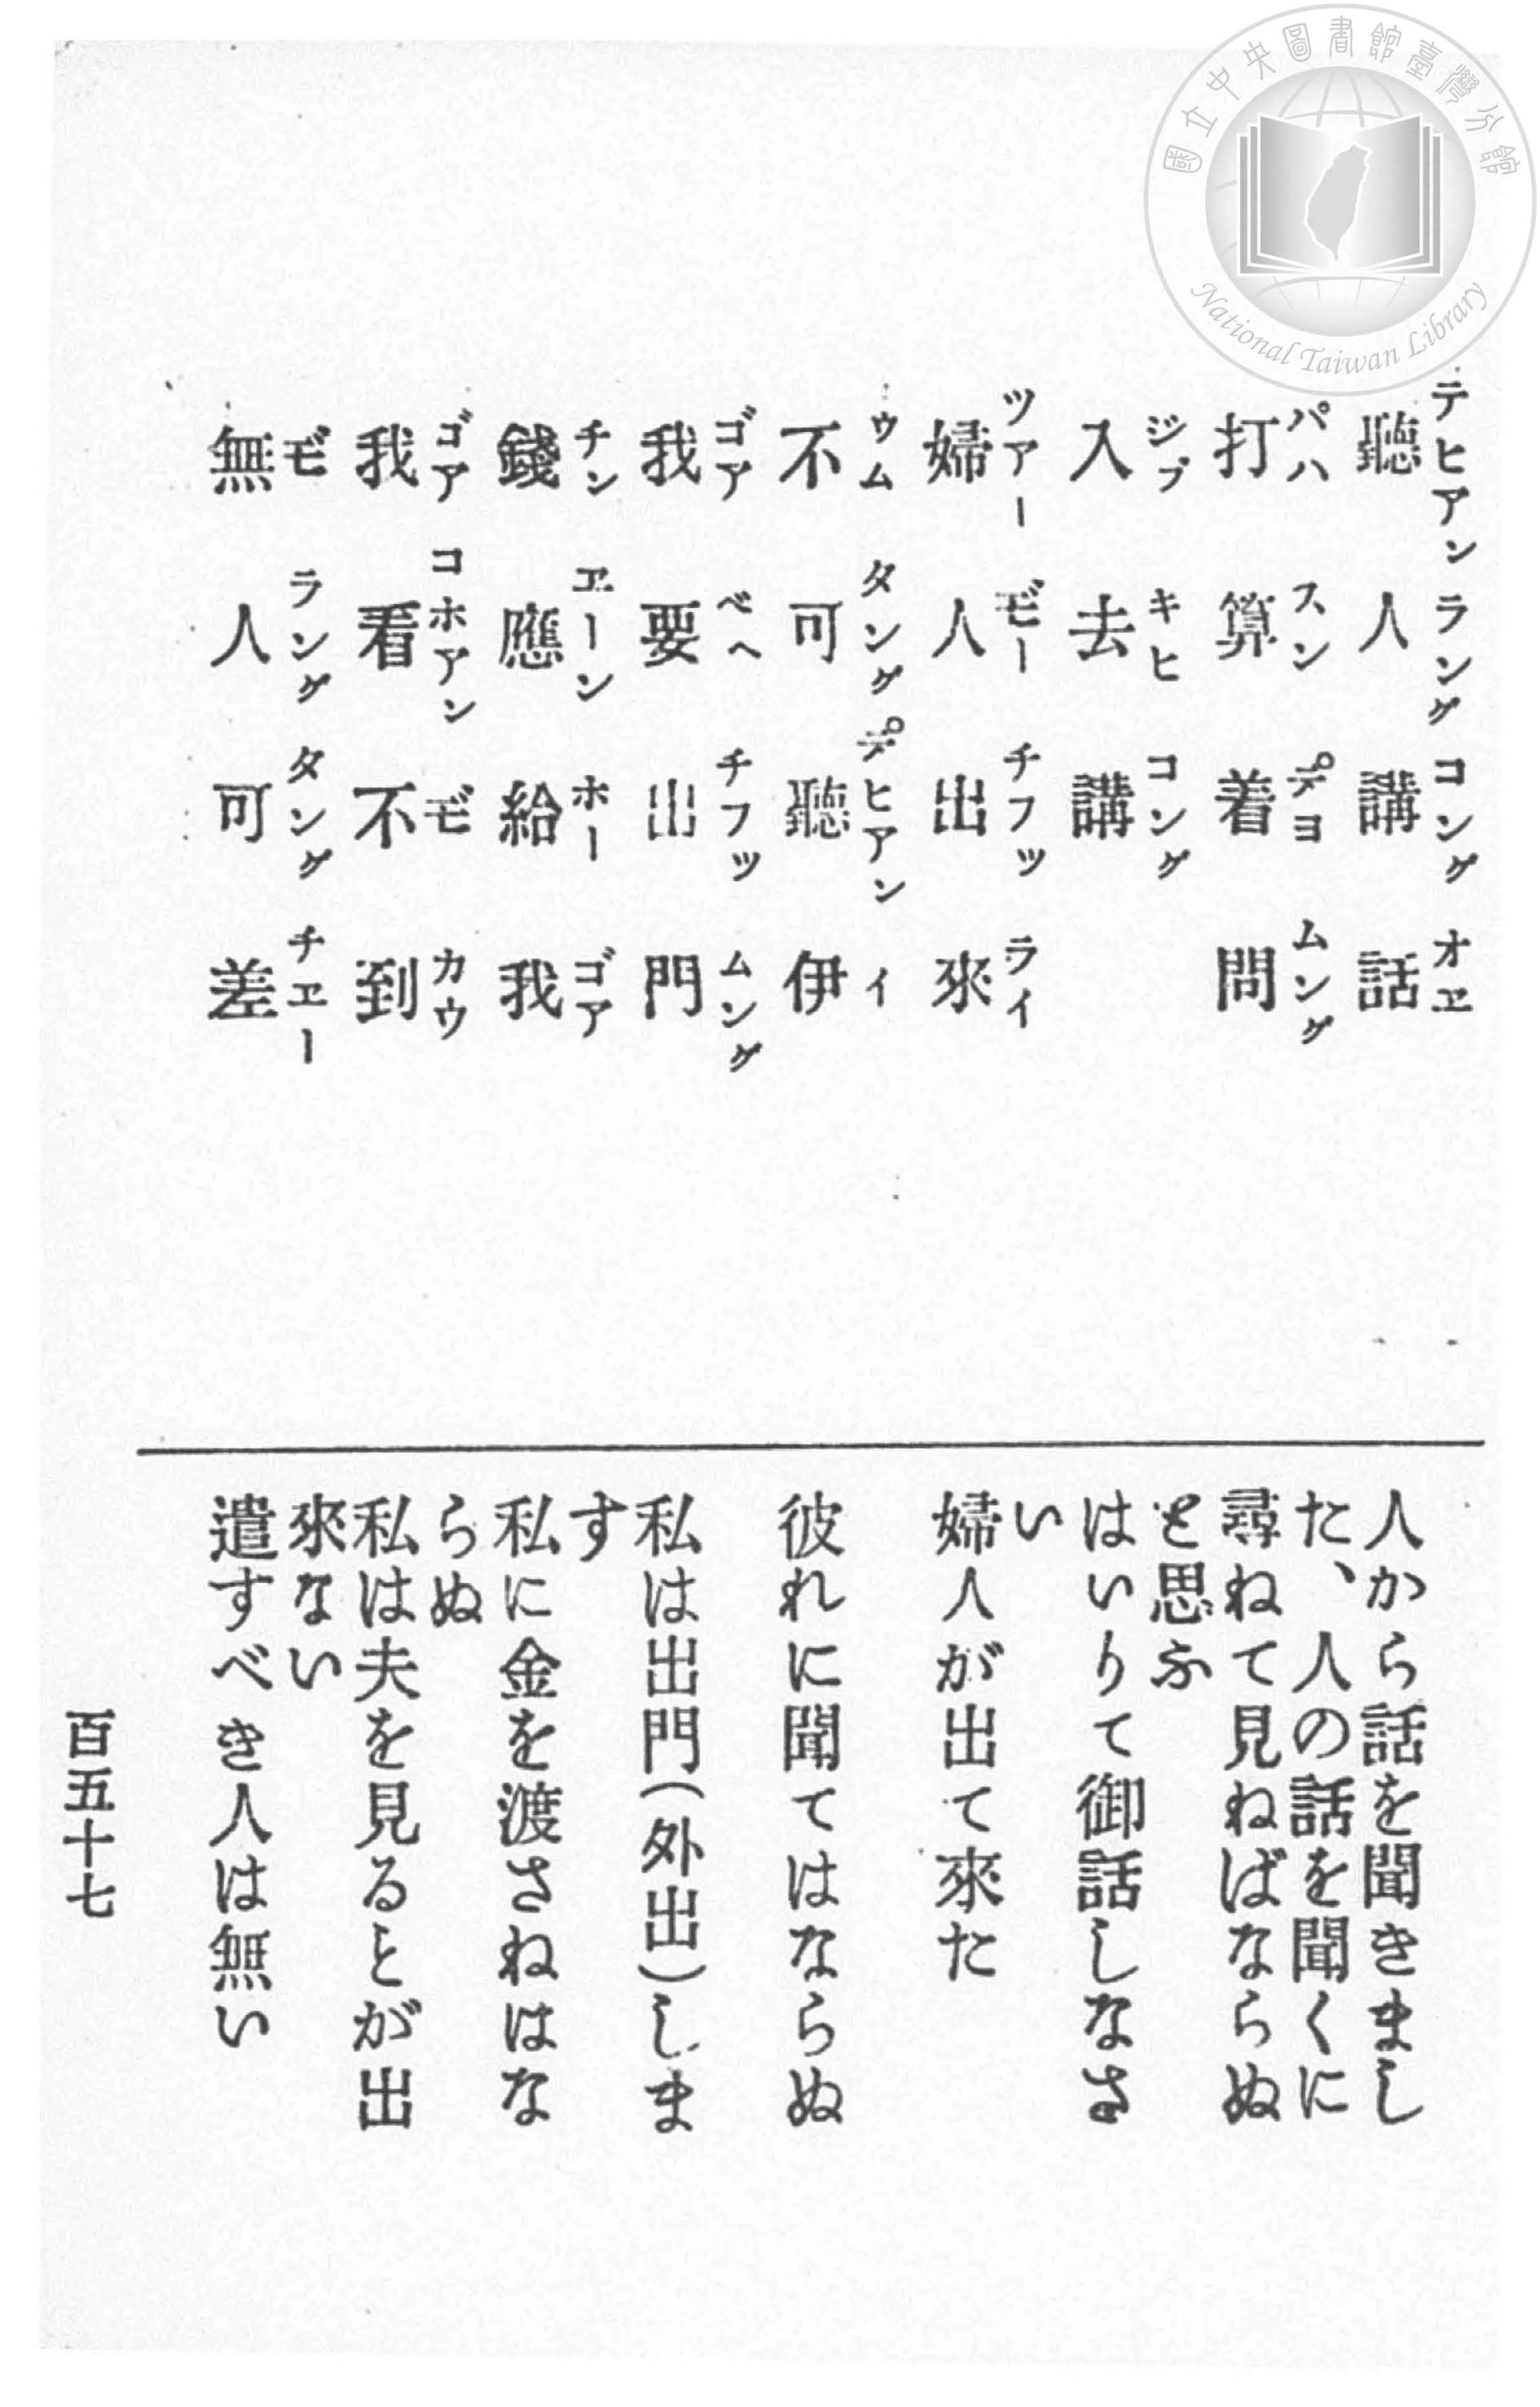 國立中央圖書館臺灣分館
National Taiwan Library
テヒアン ラング コング オヱ
聽人講話
パハ スン デヨ ムング
打算着問
ジプ キヒ コング
入去講
ツアー ボー チフッ ライ
婦人出來
ウム タング テヒアン イ
不可聽伊
ゴア ベヘ チフッ ムング
我要出門
チン ヱーン ホー ゴア
錢應給我
ゴア コホアン モ カウ
我看不到
モ ラング タング チヱー
無人可差
人から話を聞きまし
た、人の話を聞くに
尋ねて見ねばならぬ
と思ふ
はいりて御話しなさ
い
婦人が出て來た
彼れに聞てはならぬ
私は出門(外出)しま
す
私に金を渡さねはな
らぬ
私は夫を見るとが出
來ない
遣すべき人は無い
百五十七